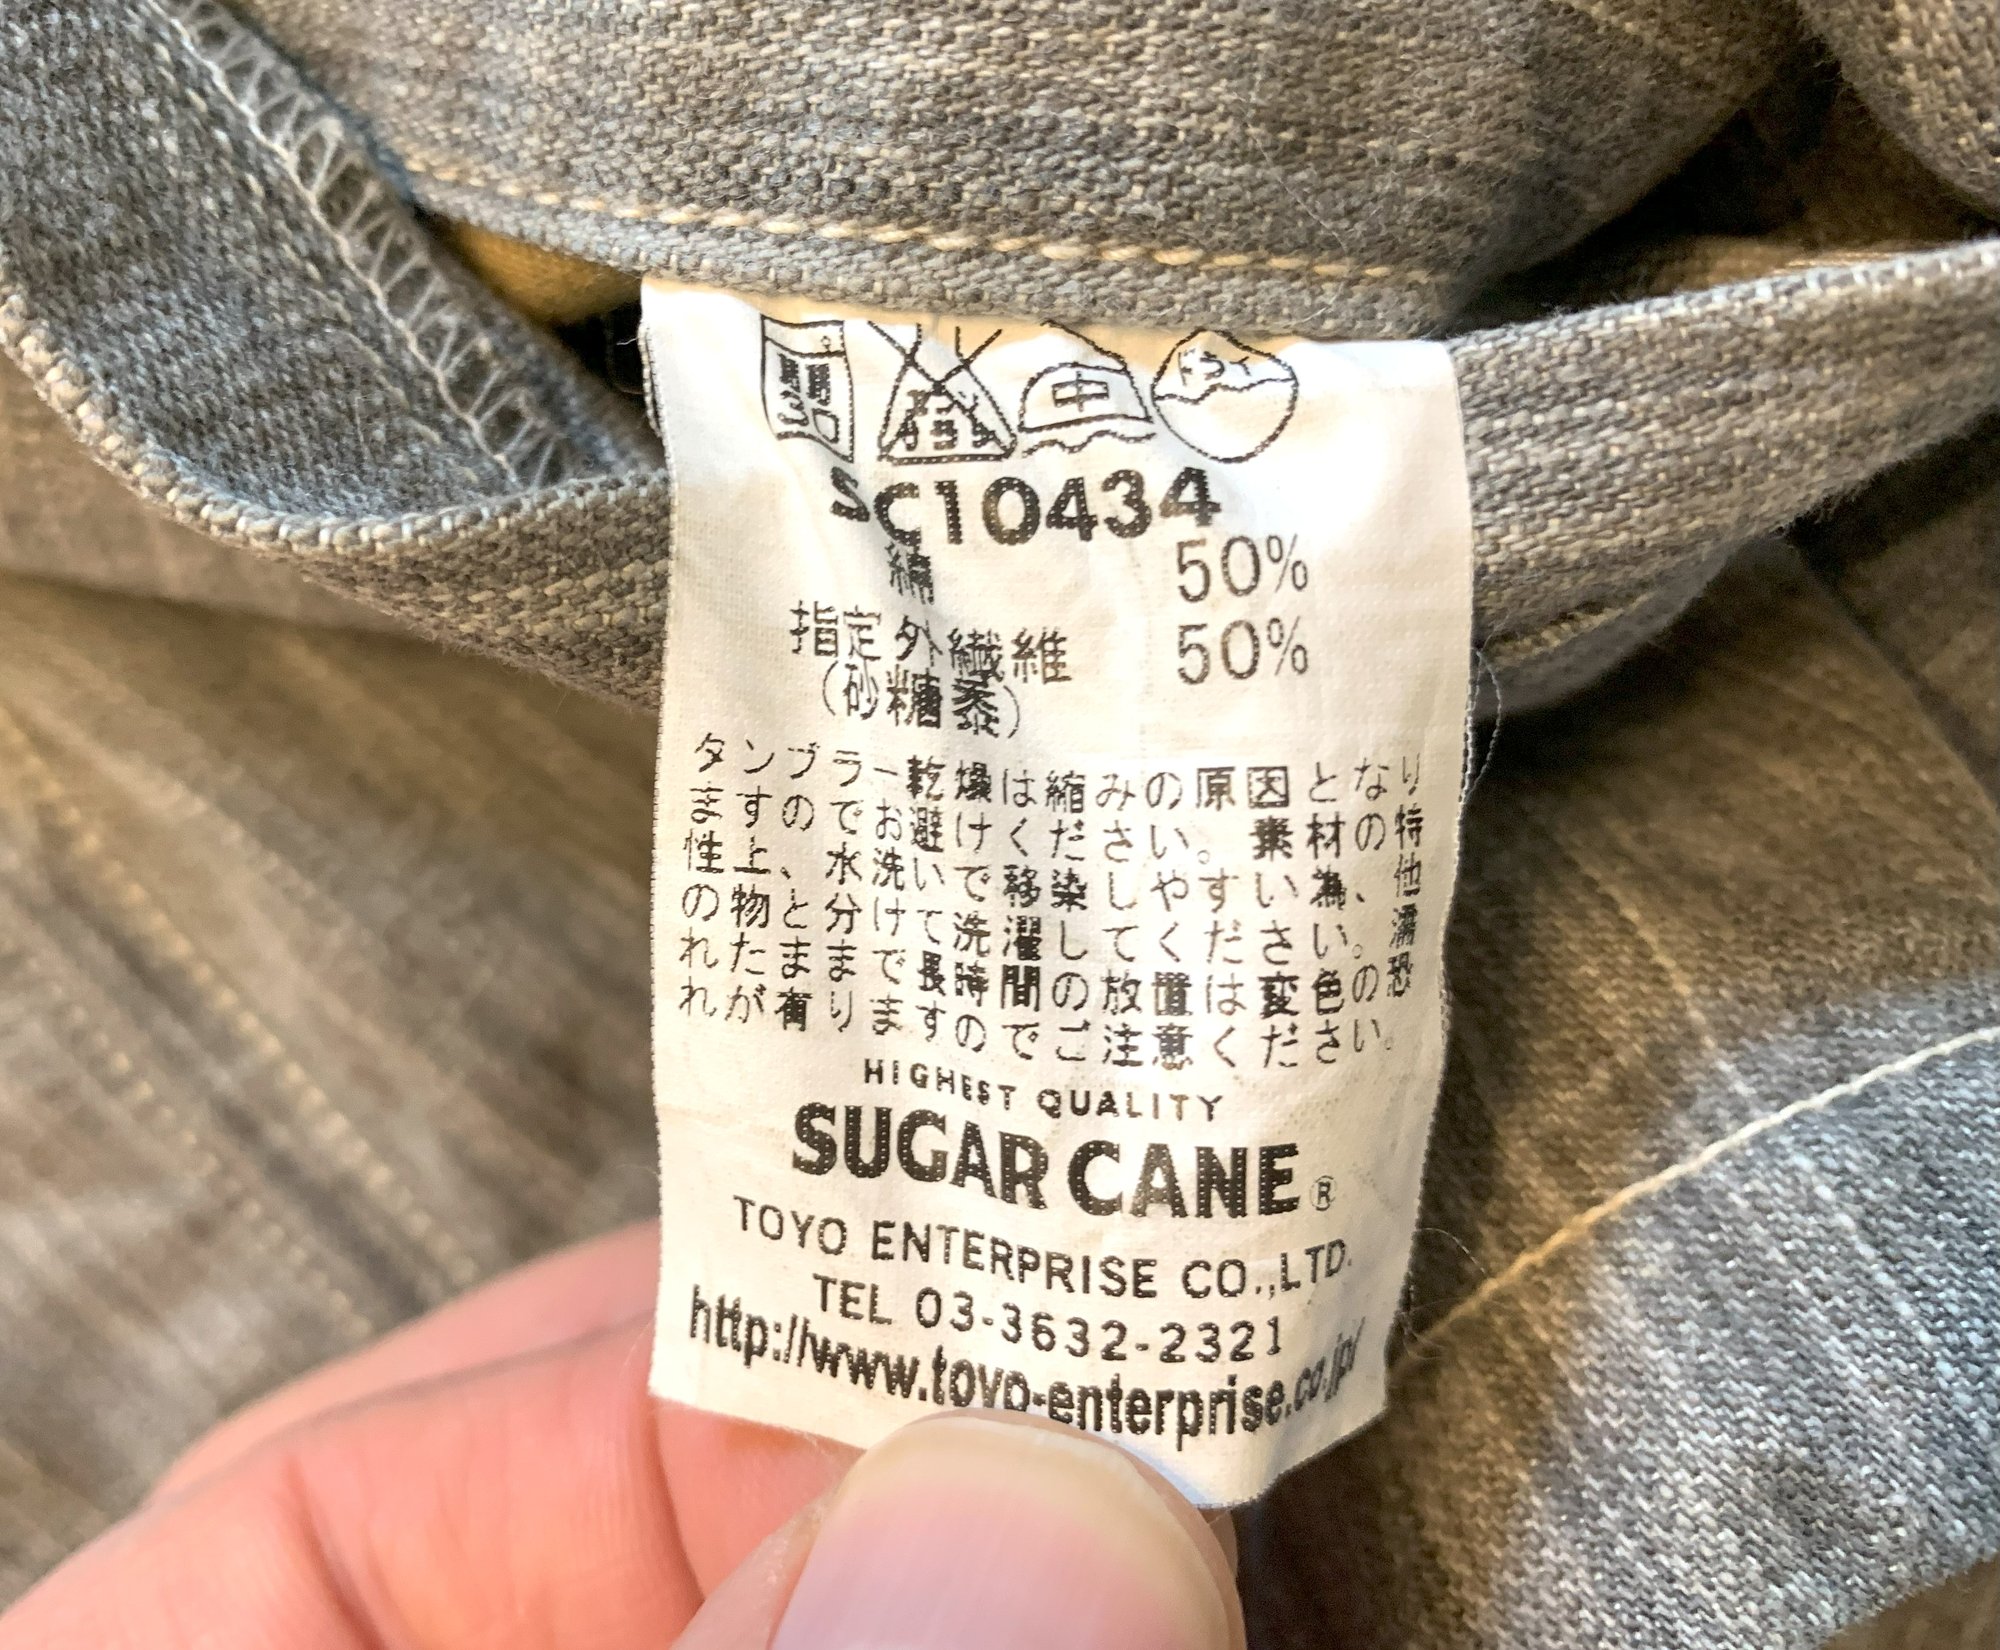 中 ドライ
SC10434
綿 50%
指定外繊維 50%
(砂糖黍)
タンブラー乾燥は縮みの原因となり
ますのでお避けください。素材の特
性上、水洗いで移染しやすい為、他
の物と分けて洗濯してください。濡
れたままで長時間の放置は変色の恐
れが有りますのでご注意ください。
HIGHEST QUALITY
SUGAR CANE®
TOYO ENTERPRISE CO.,LTD.
TEL 03-3632-2321
http://www.toyo-enterprise.co.jp/